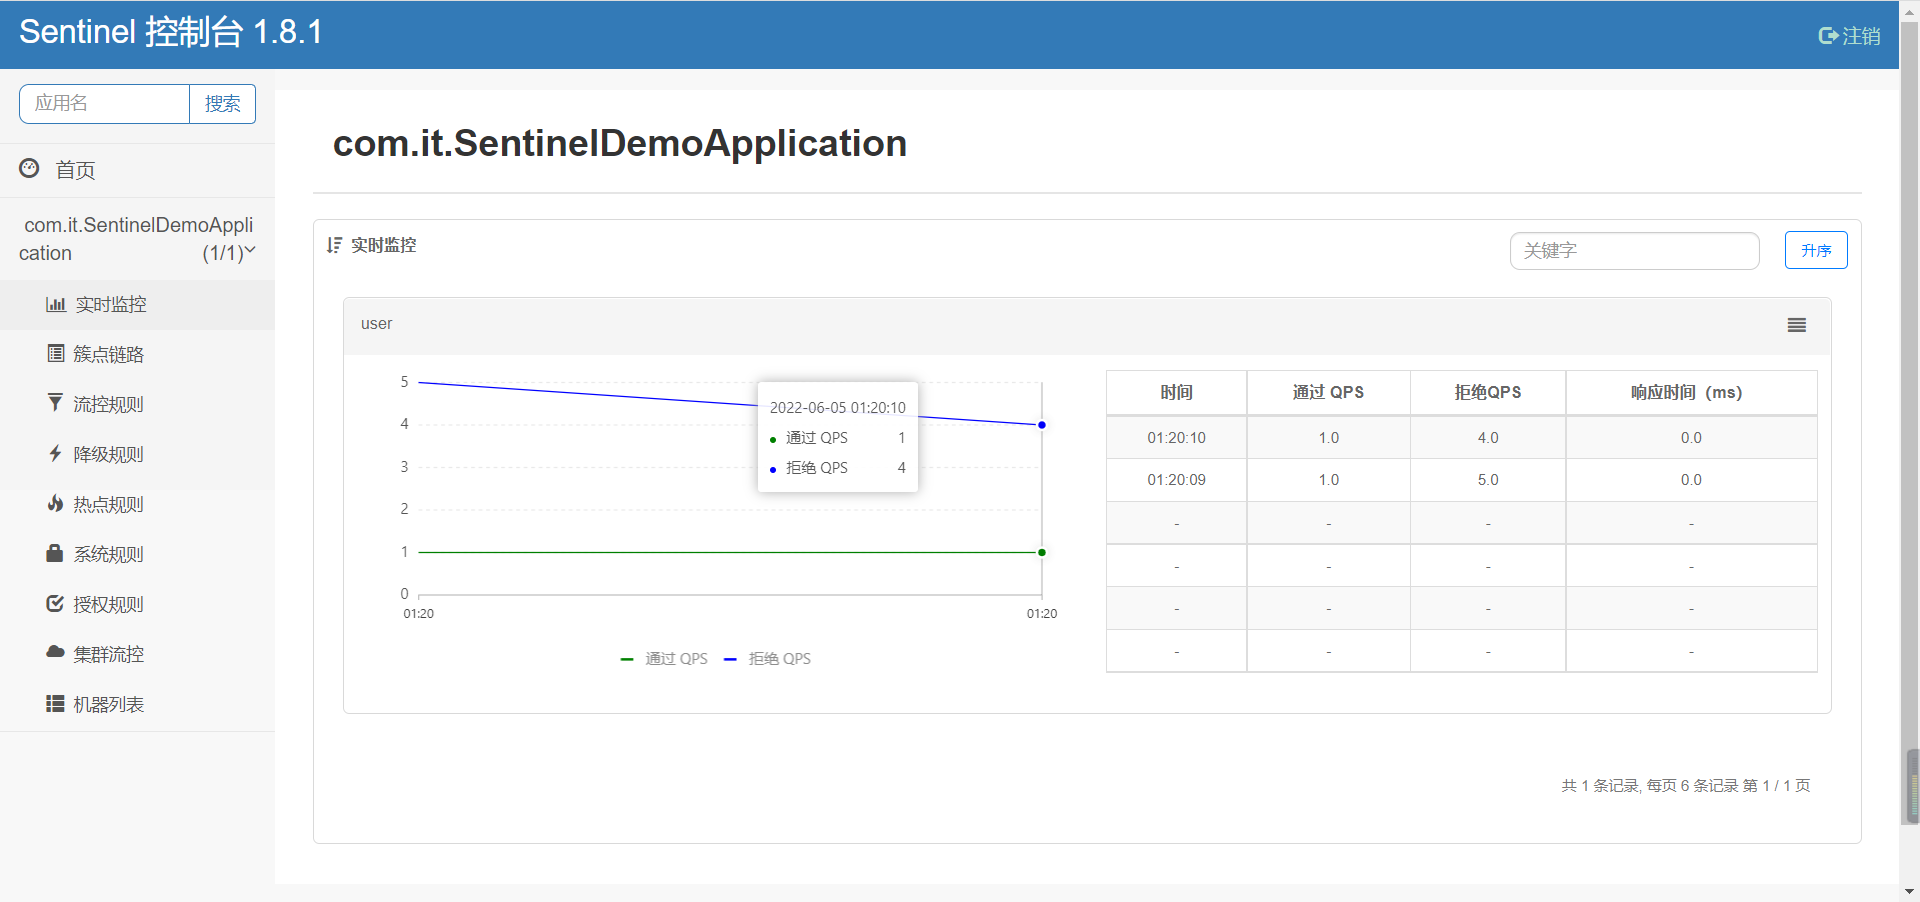 Sentinel 控制台 1.8.1
注销
应用名 搜索
首页
com.it.SentinelDemoAppli
cation (1/1)
实时监控
簇点链路
流控规则
降级规则
热点规则
系统规则
授权规则
集群流控
机器列表
com.it.SentinelDemoApplication
实时监控
关键字
升序
user
5
4
3
2
1
0
01:20 01:20
2022-06-05 01:20:10
通过 QPS 1
拒绝 QPS 4
通过 QPS 拒绝 QPS
时间 通过 QPS 拒绝QPS 响应时间（ms）
01:20:10 1.0 4.0 0.0
01:20:09 1.0 5.0 0.0
- - - -
- - - -
- - - -
- - - -
共 1 条记录, 每页 6 条记录 第 1 / 1 页